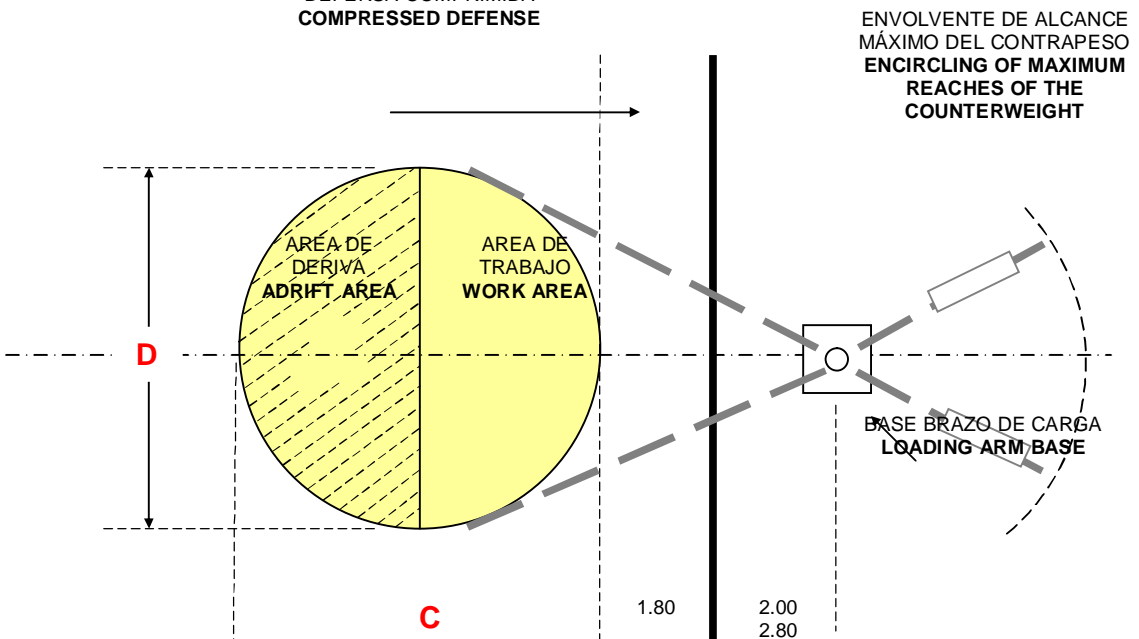 COMPRESSED DEFENSE
ENVOLVENTE DE ALCANCE
MÁXIMO DEL CONTRAPESO
ENCIRCLING OF MAXIMUM
REACHES OF THE
COUNTERWEIGHT
AREA DE
DERIVA
ADRIFT AREA
AREA DE
TRABAJO
WORK AREA
D
BASE BRAZO DE CARGA
LOADING ARM BASE
C
1.80
2.00
2.80